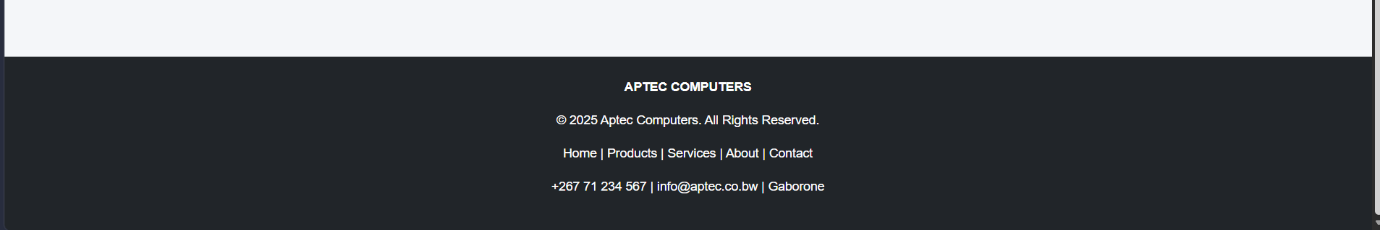 APTEC COMPUTERS
© 2025 Aptec Computers. All Rights Reserved.
Home | Products | Services | About | Contact
+267 71 234 567 | info@aptec.co.bw | Gaborone